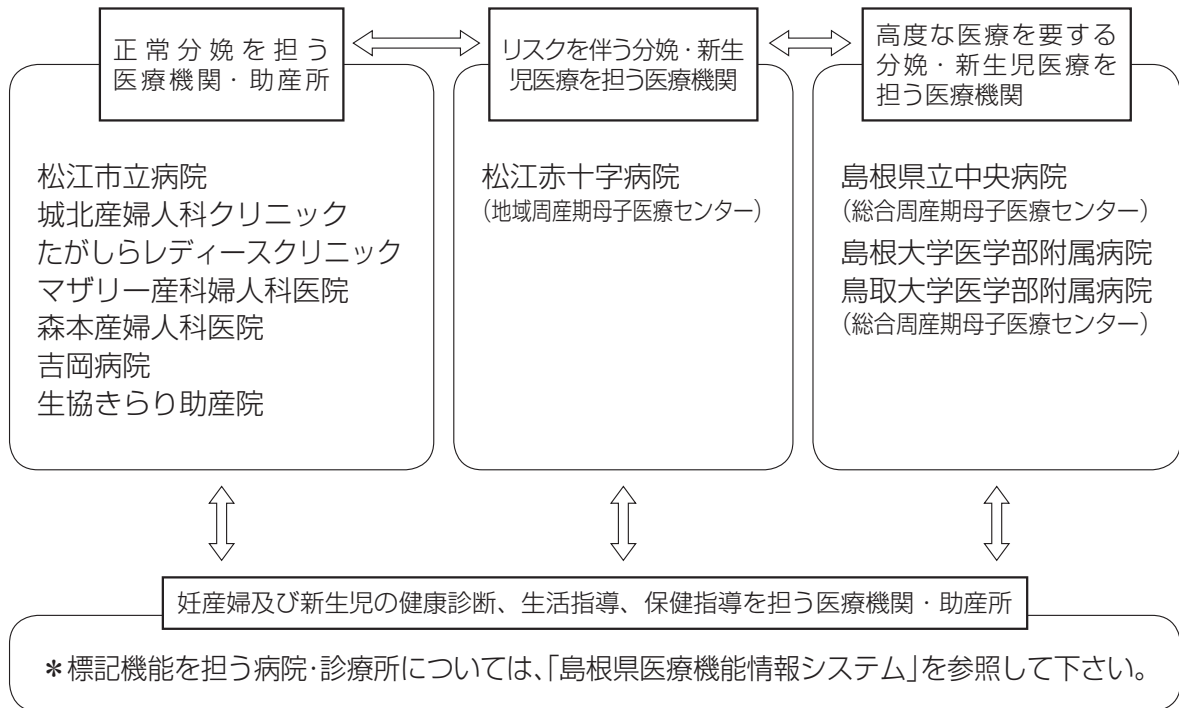 正常分娩を担う
医療機関・助産所
リスクを伴う分娩・新生
児医療を担う医療機関
高度な医療を要する
分娩・新生児医療を
担う医療機関
松江市立病院
城北産婦人科クリニック
たがしらレディースクリニック
マザリー産科婦人科医院
森本産婦人科医院
吉岡病院
生協きらり助産院
松江赤十字病院
(地域周産期母子医療センター)
島根県立中央病院
(総合周産期母子医療センター)
島根大学医学部附属病院
鳥取大学医学部附属病院
(総合周産期母子医療センター)
妊産婦及び新生児の健康診断、生活指導、保健指導を担う医療機関・助産所
＊標記機能を担う病院・診療所については、「島根県医療機能情報システム」を参照して下さい。